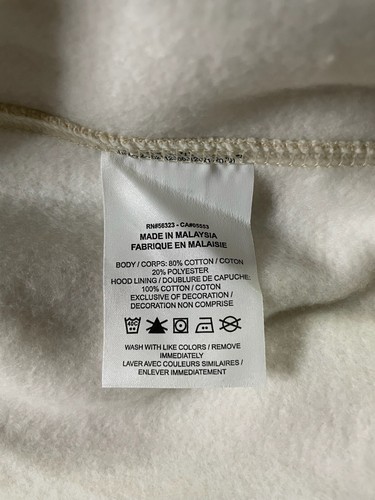 RN#56323 - CA#05553
MADE IN MALAYSIA
FABRIQUE EN MALAISIE
BODY / CORPS: 80% COTTON / COTON
20% POLYESTER
HOOD LINING / DOUBLURE DE CAPUCHE:
100% COTTON / COTON
EXCLUSIVE OF DECORATION /
DECORATION NON COMPRISE
40C
WASH WITH LIKE COLORS / REMOVE
IMMEDIATELY
LAVER AVEC COULEURS SIMILAIRES /
ENLEVER IMMEDIATEMENT